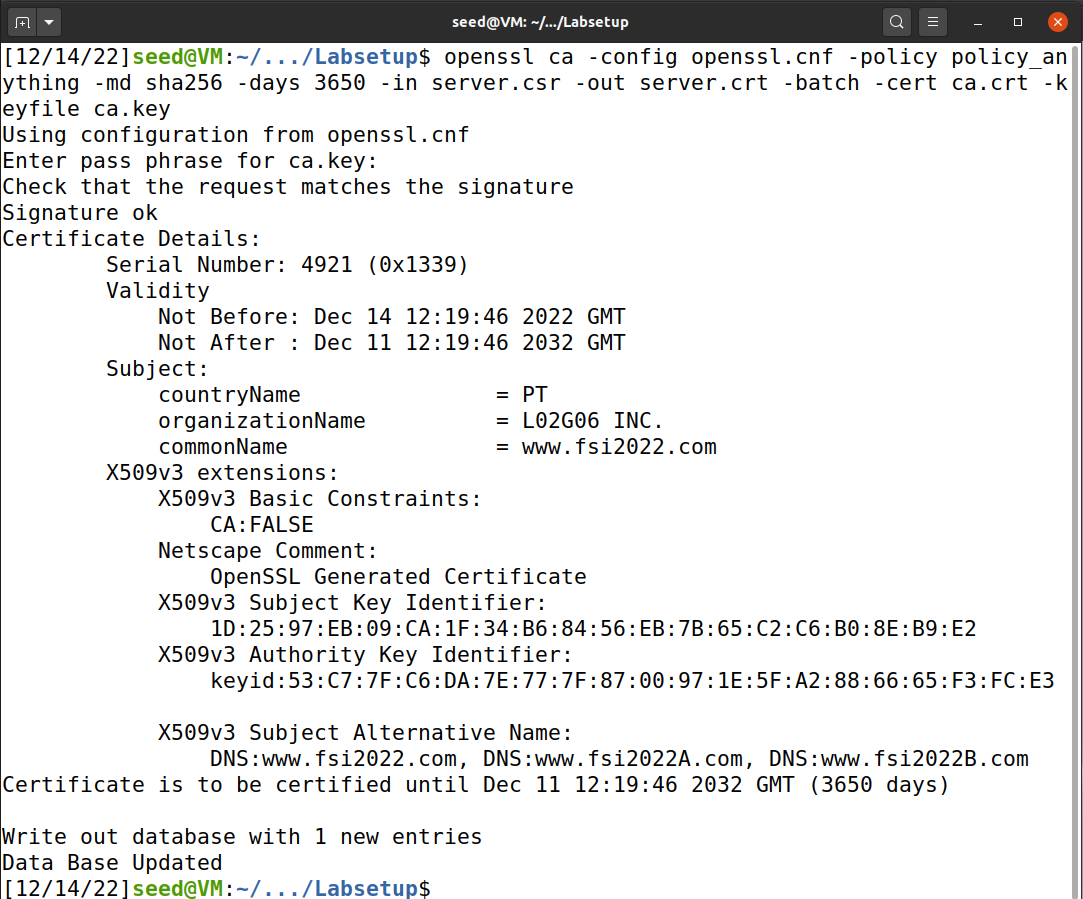 seed@VM: ~/.../Labsetup
[12/14/22]seed@VM:~/.../Labsetup$ openssl ca -config openssl.cnf -policy policy_an
ything -md sha256 -days 3650 -in server.csr -out server.crt -batch -cert ca.crt -k
eyfile ca.key
Using configuration from openssl.cnf
Enter pass phrase for ca.key:
Check that the request matches the signature
Signature ok
Certificate Details:
        Serial Number: 4921 (0x1339)
        Validity
            Not Before: Dec 14 12:19:46 2022 GMT
            Not After : Dec 11 12:19:46 2032 GMT
        Subject:
            countryName               = PT
            organizationName          = L02G06 INC.
            commonName                = www.fsi2022.com
        X509v3 extensions:
            X509v3 Basic Constraints:
                CA:FALSE
            Netscape Comment:
                OpenSSL Generated Certificate
            X509v3 Subject Key Identifier:
                1D:25:97:EB:09:CA:1F:34:B6:84:56:EB:7B:65:C2:C6:B0:8E:B9:E2
            X509v3 Authority Key Identifier:
                keyid:53:C7:7F:C6:DA:7E:77:7F:87:00:97:1E:5F:A2:88:66:65:F3:FC:E3

            X509v3 Subject Alternative Name:
                DNS:www.fsi2022.com, DNS:www.fsi2022A.com, DNS:www.fsi2022B.com
Certificate is to be certified until Dec 11 12:19:46 2032 GMT (3650 days)

Write out database with 1 new entries
Data Base Updated
[12/14/22]seed@VM:~/.../Labsetup$